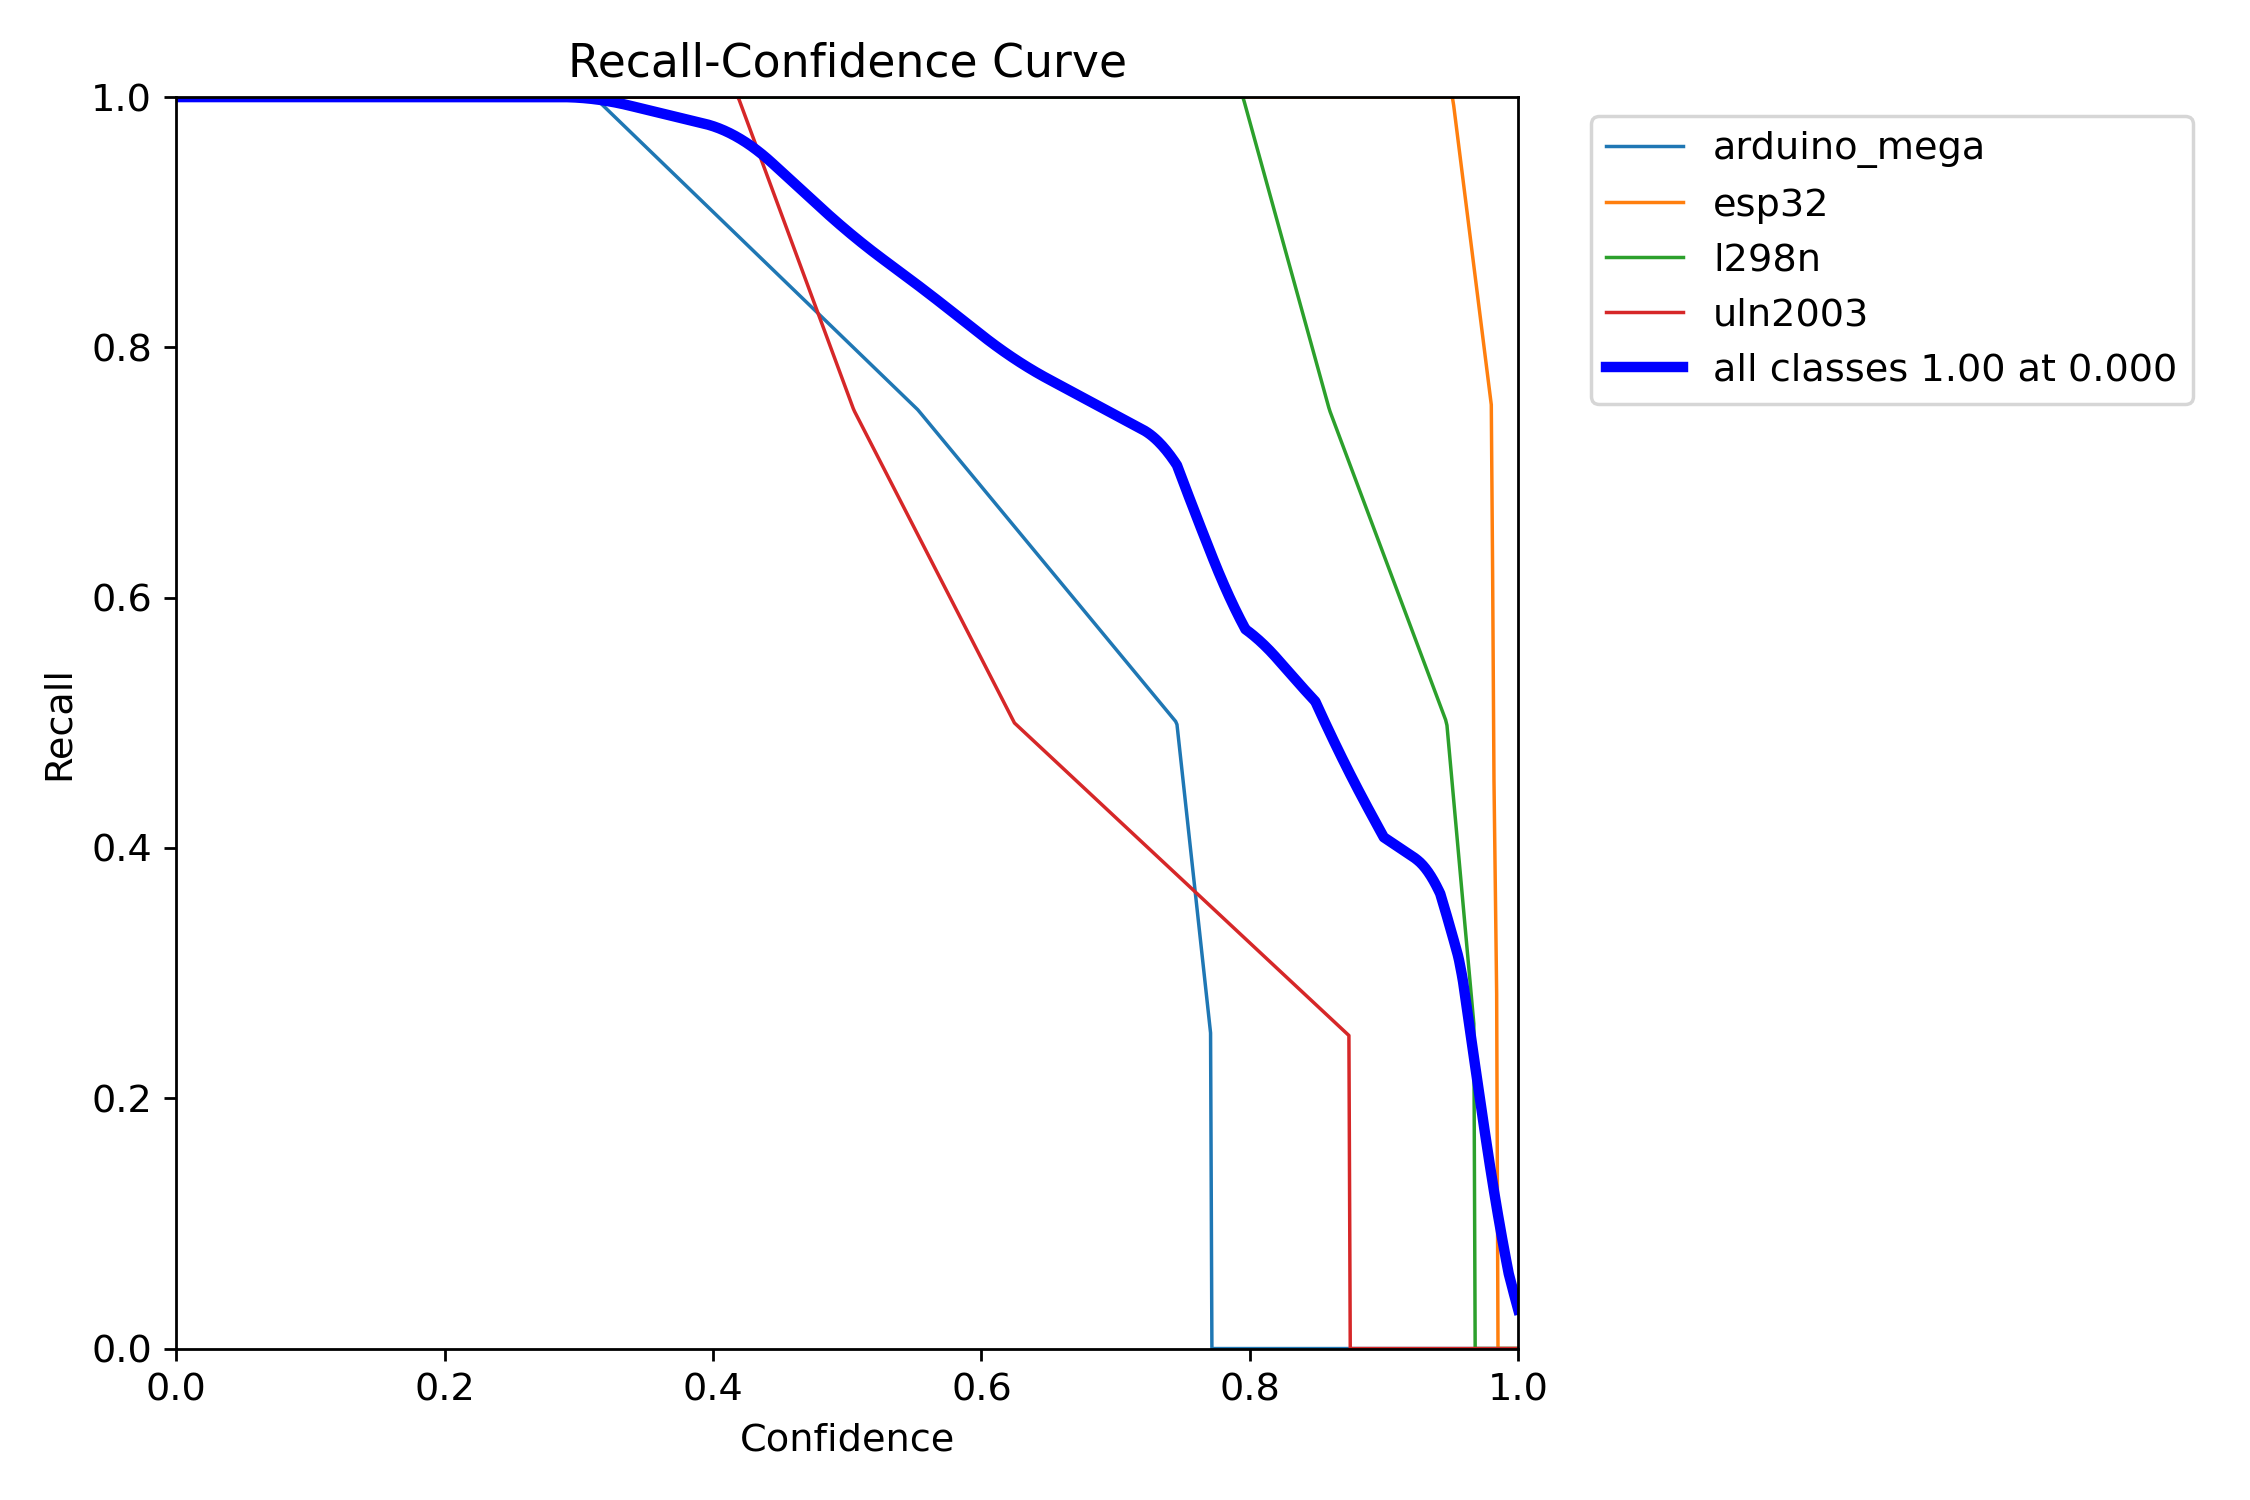 Recall-Confidence Curve
1.0
0.8
0.6
0.4
0.2
0.0
Recall
0.0 0.2 0.4 0.6 0.8 1.0
Confidence
arduino_mega
esp32
l298n
uln2003
all classes 1.00 at 0.000